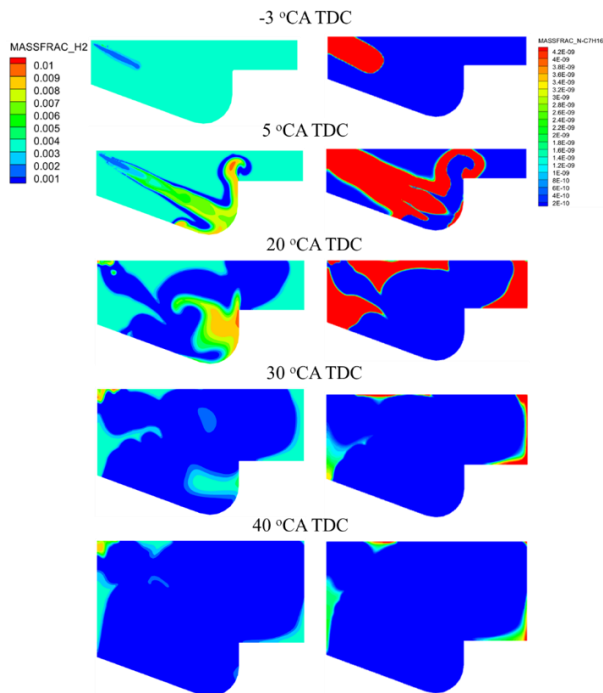 -3 °CA TDC
MASSFRAC_H2
0.01
0.009
0.008
0.007
0.006
0.005
0.004
0.003
0.002
0.001
MASSFRAC_N-C7H16
4.2E-09
4E-09
3.8E-09
3.6E-09
3.4E-09
3.2E-09
3E-09
2.8E-09
2.6E-09
2.4E-09
2.2E-09
2E-09
1.8E-09
1.6E-09
1.4E-09
1.2E-09
1E-09
8E-10
6E-10
4E-10
2E-10
5 °CA TDC
20 °CA TDC
30 °CA TDC
40 °CA TDC